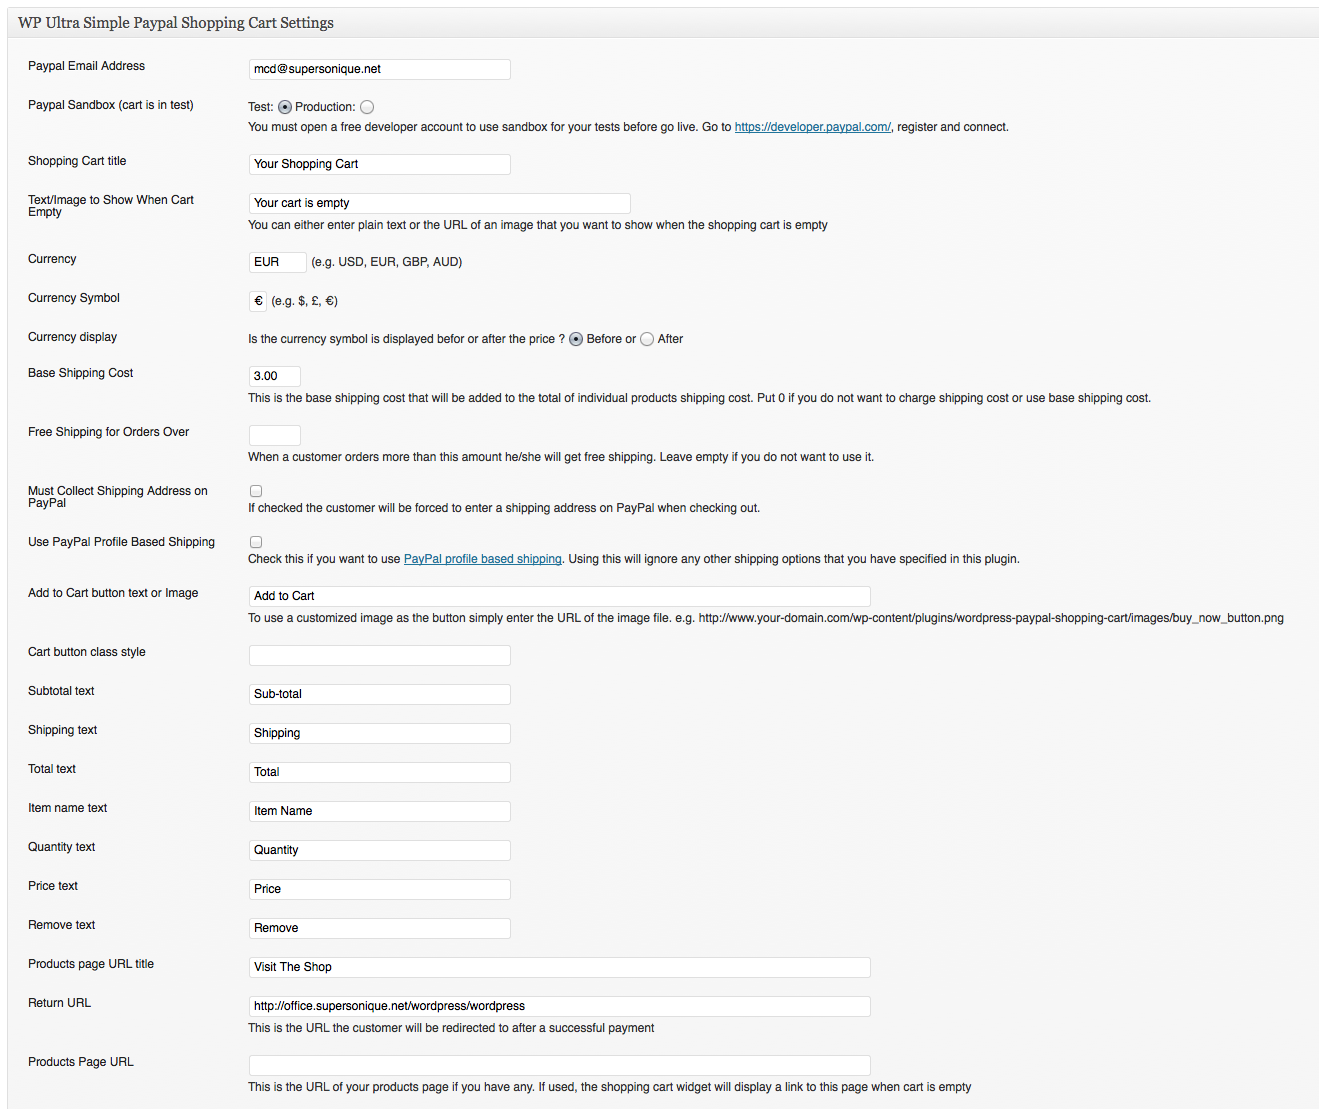 WP Ultra Simple Paypal Shopping Cart Settings
Paypal Email Address
mcd@supersonique.net
Paypal Sandbox (cart is in test)
Test: Production:
You must open a free developer account to use sandbox for your tests before go live. Go to https://developer.paypal.com/, register and connect.
Shopping Cart title
Your Shopping Cart
Text/Image to Show When Cart
Empty
Your cart is empty
You can either enter plain text or the URL of an image that you want to show when the shopping cart is empty
Currency
EUR (e.g. USD, EUR, GBP, AUD)
Currency Symbol
€ (e.g. $, £, €)
Currency display
Is the currency symbol is displayed befor or after the price ? Before or After
Base Shipping Cost
3.00
This is the base shipping cost that will be added to the total of individual products shipping cost. Put 0 if you do not want to charge shipping cost or use base shipping cost.
Free Shipping for Orders Over
When a customer orders more than this amount he/she will get free shipping. Leave empty if you do not want to use it.
Must Collect Shipping Address on
PayPal
If checked the customer will be forced to enter a shipping address on PayPal when checking out.
Use PayPal Profile Based Shipping
Check this if you want to use PayPal profile based shipping. Using this will ignore any other shipping options that you have specified in this plugin.
Add to Cart button text or Image
Add to Cart
To use a customized image as the button simply enter the URL of the image file. e.g. http://www.your-domain.com/wp-content/plugins/wordpress-paypal-shopping-cart/images/buy_now_button.png
Cart button class style
Subtotal text
Sub-total
Shipping text
Shipping
Total text
Total
Item name text
Item Name
Quantity text
Quantity
Price text
Price
Remove text
Remove
Products page URL title
Visit The Shop
Return URL
http://office.supersonique.net/wordpress/wordpress
This is the URL the customer will be redirected to after a successful payment
Products Page URL
This is the URL of your products page if you have any. If used, the shopping cart widget will display a link to this page when cart is empty